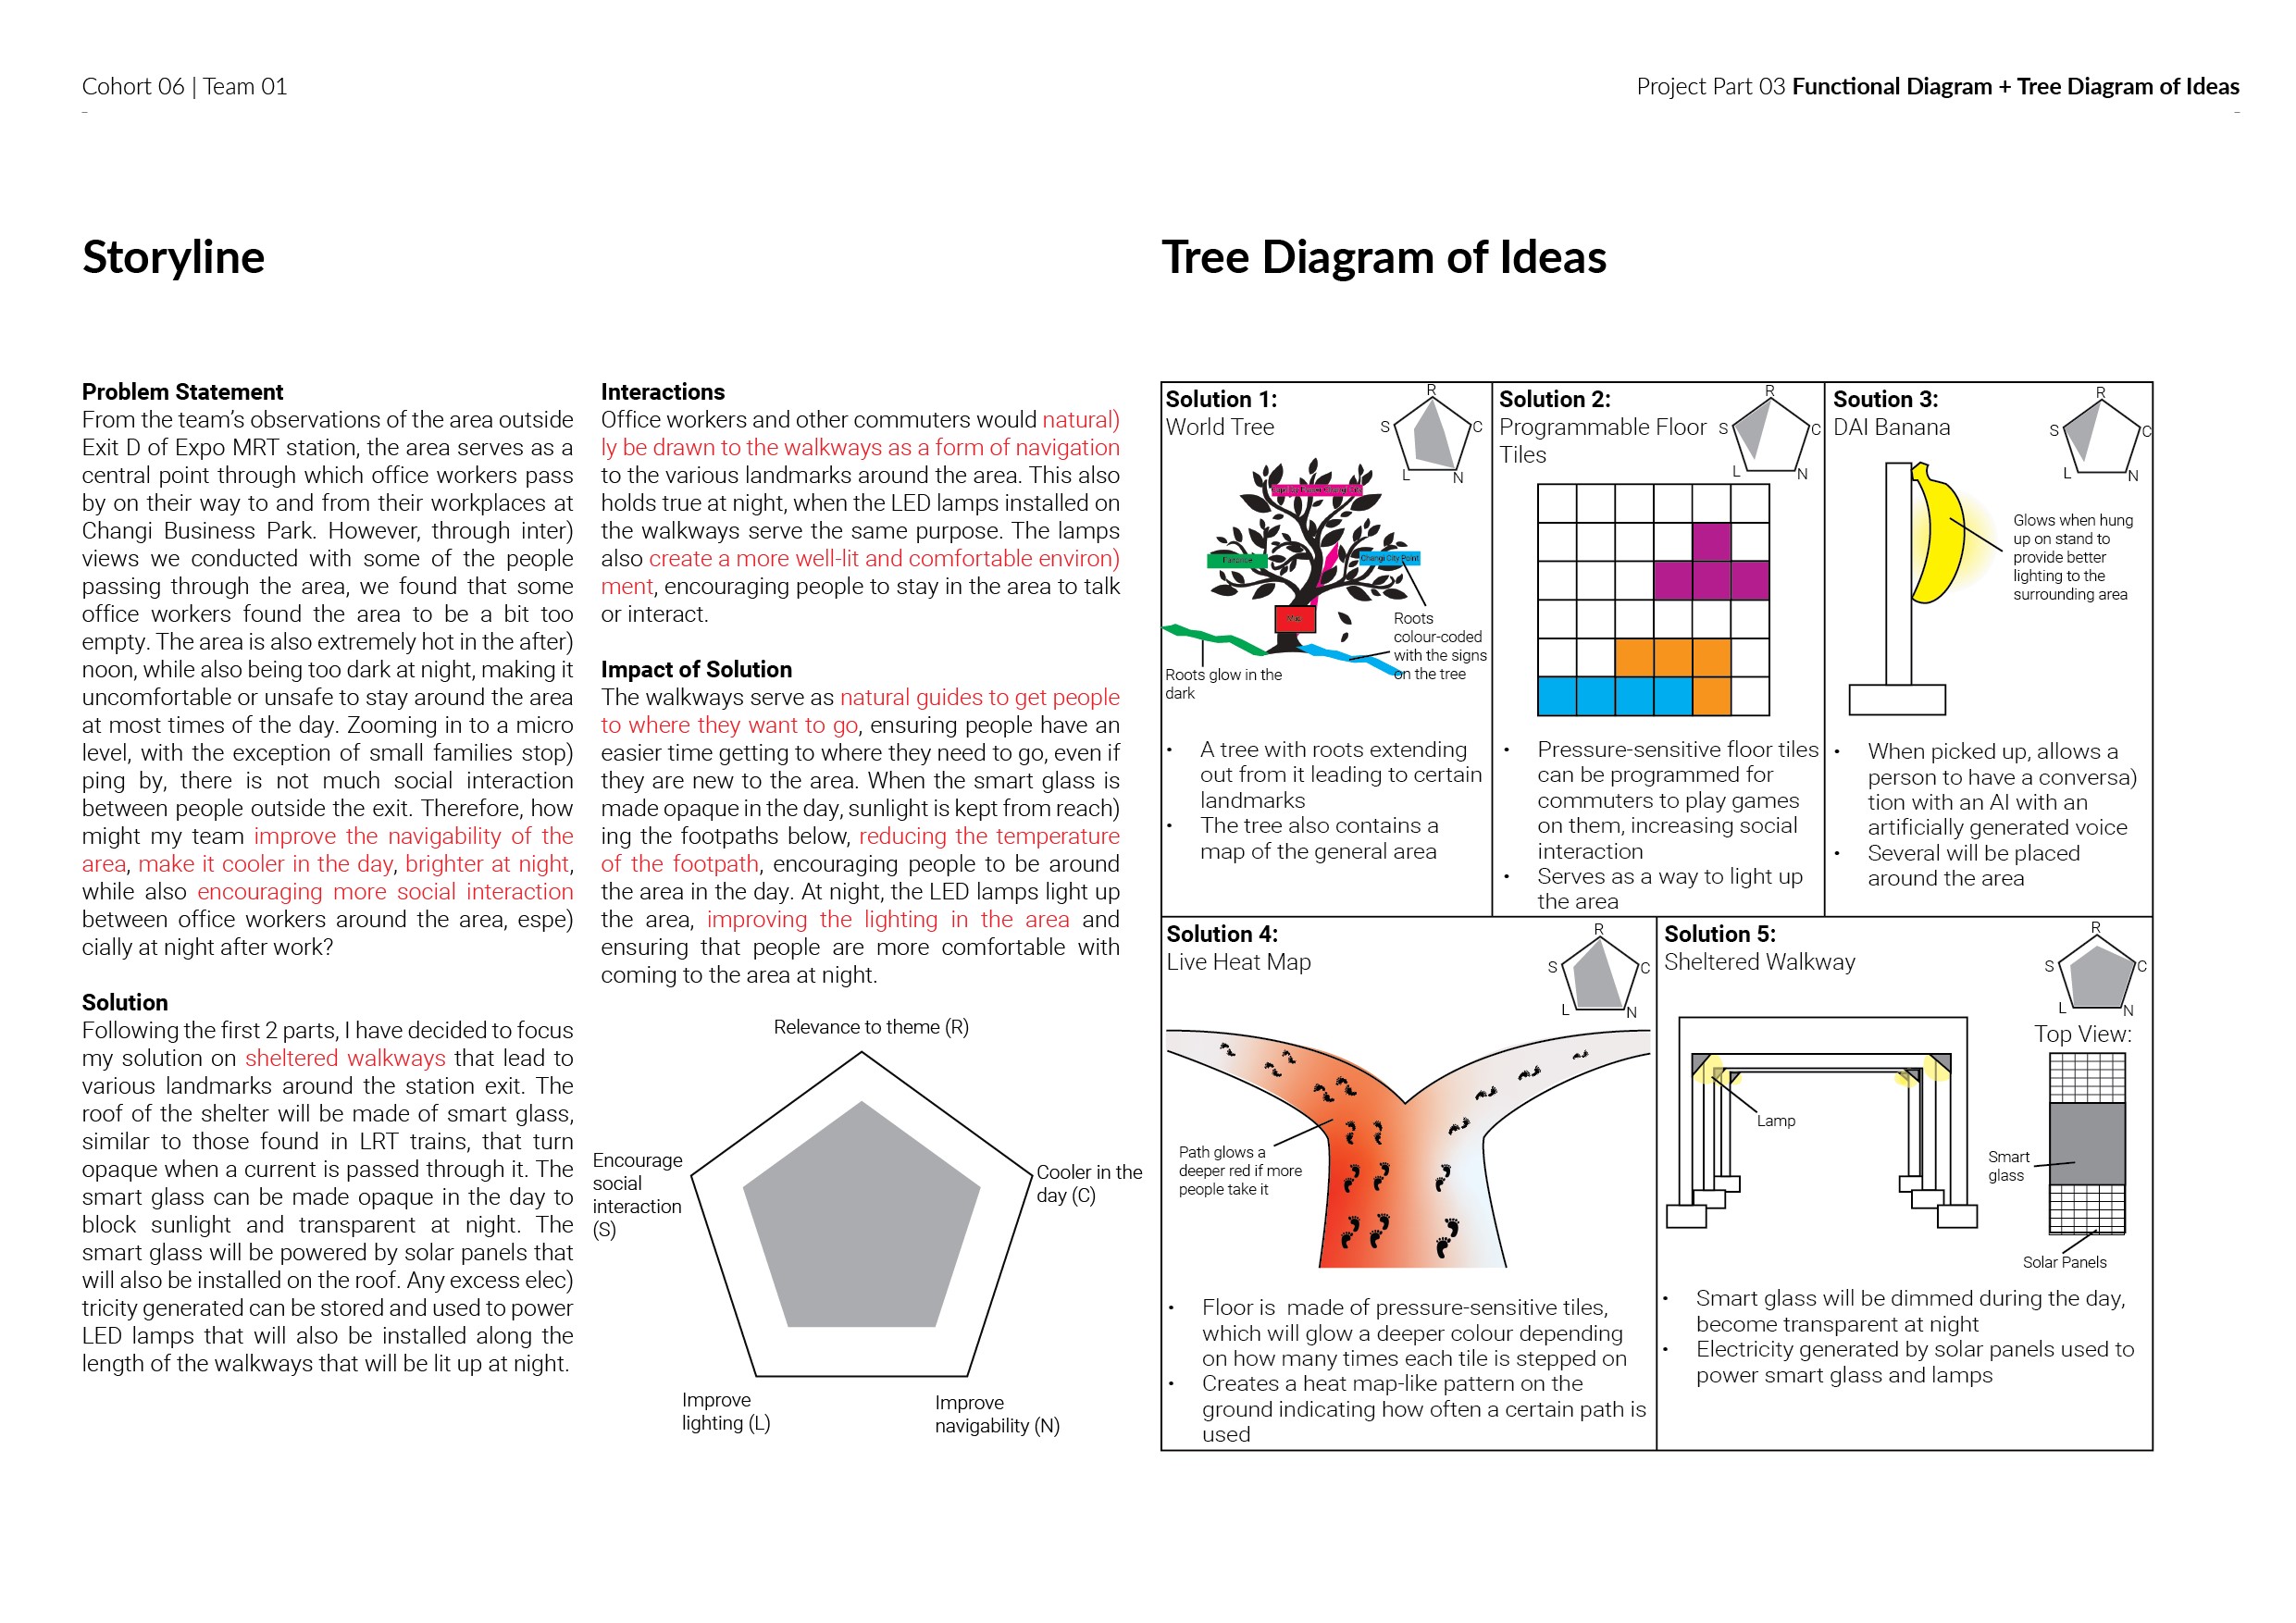 Cohort 06 | Team 01
Project Part 03 Functional Diagram + Tree Diagram of Ideas
Storyline
Problem Statement
From the team's observations of the area outside
Exit D of Expo MRT station, the area serves as a
central point through which office workers pass
by on their way to and from their workplaces at
Changi Business Park. However, through inter)
views we conducted with some of the people
passing through the area, we found that some
office workers found the area to be a bit too
empty. The area is also extremely hot in the after)
noon, while also being too dark at night, making it
uncomfortable or unsafe to stay around the area
at most times of the day. Zooming in to a micro
level, with the exception of small families stop)
ping by, there is not much social interaction
between people outside the exit. Therefore, how
might my team improve the navigability of the
area, make it cooler in the day, brighter at night,
while also encouraging more social interaction
between office workers around the area, espe)
cially at night after work?
Solution
Following the first 2 parts, I have decided to focus
my solution on sheltered walkways that lead to
various landmarks around the station exit. The
roof of the shelter will be made of smart glass,
similar to those found in LRT trains, that turn
opaque when a current is passed through it. The
smart glass can be made opaque in the day to
block sunlight and transparent at night. The
smart glass will be powered by solar panels that
will also be installed on the roof. Any excess elec)
tricity generated can be stored and used to power
LED lamps that will also be installed along the
length of the walkways that will be lit up at night.
Interactions
Office workers and other commuters would natural)
ly be drawn to the walkways as a form of navigation
to the various landmarks around the area. This also
holds true at night, when the LED lamps installed on
the walkways serve the same purpose. The lamps
also create a more well-lit and comfortable environ)
ment, encouraging people to stay in the area to talk
or interact.
Impact of Solution
The walkways serve as natural guides to get people
to where they want to go, ensuring people have an
easier time getting to where they need to go, even if
they are new to the area. When the smart glass is
made opaque in the day, sunlight is kept from reach)
ing the footpaths below, reducing the temperature
of the footpath, encouraging people to be around
the area in the day. At night, the LED lamps light up
the area, improving the lighting in the area and
ensuring that people are more comfortable with
coming to the area at night.
Relevance to theme (R)
Encourage
social
interaction
(S)
Cooler in the
day (C)
Improve
lighting (L)
Improve
navigability (N)
Tree Diagram of Ideas
Solution 1:
World Tree
R
S
C
L
N
Changi City Point
Roots
colour-coded
with the signs
on the tree
Roots glow in the
dark
• A tree with roots extending
out from it leading to certain
landmarks
• The tree also contains a
map of the general area
Solution 2:
Programmable Floor
Tiles
R
S
C
L
N
• Pressure-sensitive floor tiles
can be programmed for
commuters to play games
on them, increasing social
interaction
• Serves as a way to light up
the area
Soution 3:
DAI Banana
R
S
C
L
N
Glows when hung
up on stand to
provide better
lighting to the
surrounding area
• When picked up, allows a
person to have a conversa)
tion with an AI with an
artificially generated voice
• Several will be placed
around the area
Solution 4:
Live Heat Map
R
S
C
L
N
Path glows a
deeper red if more
people take it
• Floor is made of pressure-sensitive tiles,
which will glow a deeper colour depending
on how many times each tile is stepped on
• Creates a heat map-like pattern on the
ground indicating how often a certain path is
used
Solution 5:
Sheltered Walkway
R
S
C
L
N
Top View:
Lamp
Smart
glass
Solar Panels
• Smart glass will be dimmed during the day,
become transparent at night
• Electricity generated by solar panels used to
power smart glass and lamps